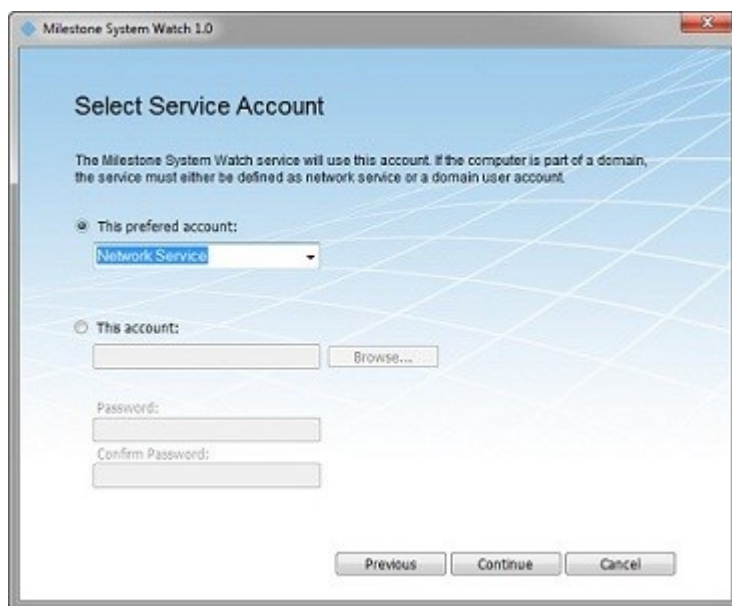 Milestone System Watch 1.0
Select Service Account
The Milestone System Watch service will use this account. If the computer is part of a domain,
the service must either be defined as network service or a domain user account.
This prefered account:
Network Service
This account:
Browse...
Password:
Confirm Password:
Previous Continue Cancel